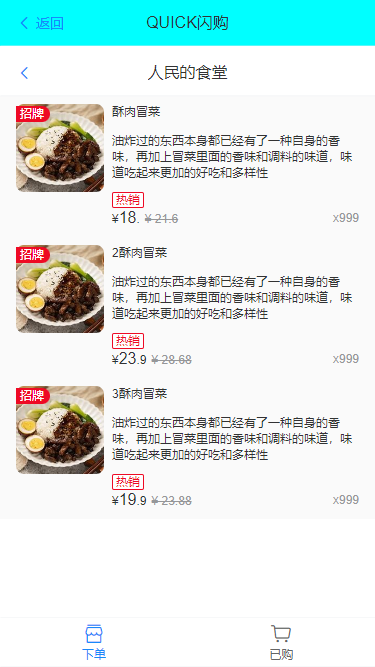 返回
QUICK闪购
人民的食堂
招牌
酥肉冒菜
油炸过的东西本身都已经有了一种自身的香
味，再加上冒菜里面的香味和调料的味道，味
道吃起来更加的好吃和多样性
热销
¥18. ¥ 21.6 x999
招牌
2酥肉冒菜
油炸过的东西本身都已经有了一种自身的香
味，再加上冒菜里面的香味和调料的味道，味
道吃起来更加的好吃和多样性
热销
¥23.9 ¥ 28.68 x999
招牌
3酥肉冒菜
油炸过的东西本身都已经有了一种自身的香
味，再加上冒菜里面的香味和调料的味道，味
道吃起来更加的好吃和多样性
热销
¥19.9 ¥ 23.88 x999
下单
已购